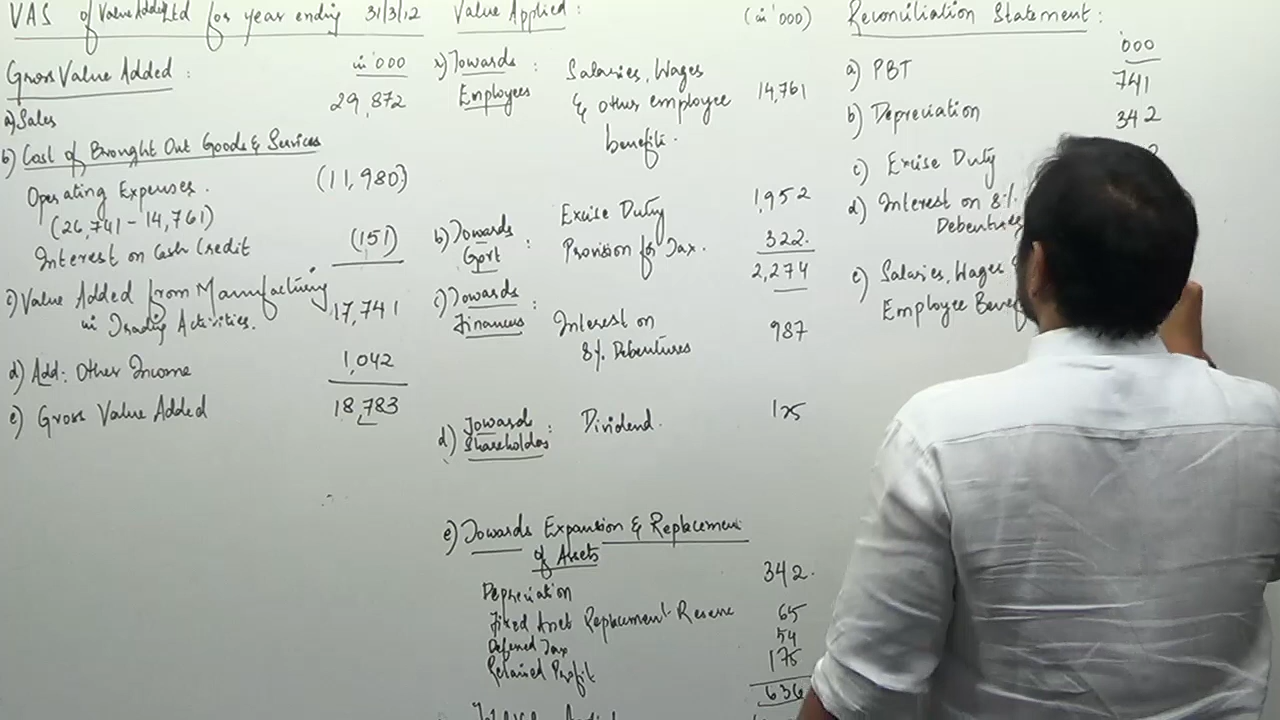 VAS of Value Adding Ltd for year ending 31/3/12
Gross Value Added :
in '000
a) Sales 29,872
b) Cost of Brought Out Goods & Services
Operating Expenses. (11,980)
(26,741 - 14,761)
Interest on Cash Credit (151)
c) Value Added from Manufacturing
in Trading Activities. 17,741
d) Add: Other Income 1,042
e) Gross Value Added 18,783
Value Applied : (in '000)
a) Towards : Salaries, Wages
Employees & other employee 14,761
benefits.
Excise Duty 1,952
b) Towards : Provision for Tax. 322.
Govt 2,274
c) Towards :
Financiers Interest on 987
8% Debentures
d) Towards : Dividend. 125
Shareholders
e) Towards Expansion & Replacement
of Assets
Depreciation 342.
Fixed Asset Replacement Reserve 65
Deferred Tax 54
Retained Profit 175
636
Reconciliation Statement :
'000
a) PBT 741
b) Depreciation 342
c) Excise Duty
d) Interest on 8%
Debentures
e) Salaries, Wages
Employee